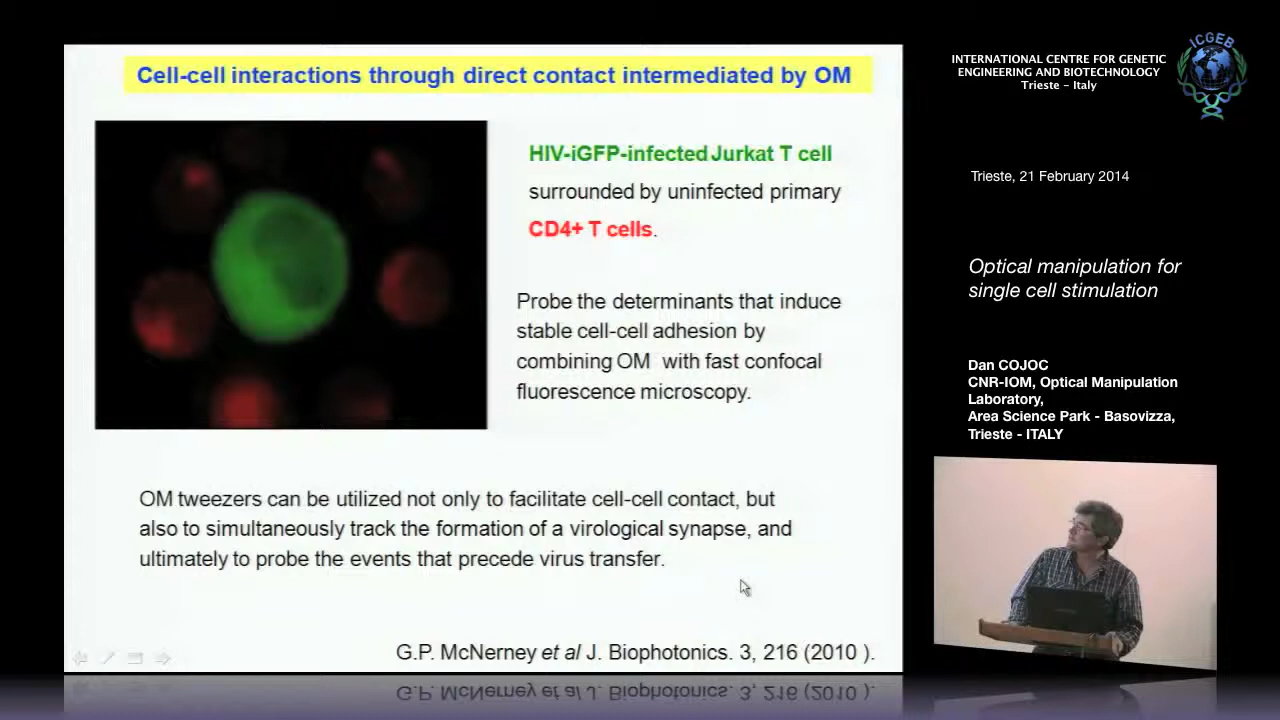 Cell-cell interactions through direct contact intermediated by OM
HIV-iGFP-infected Jurkat T cell
surrounded by uninfected primary
CD4+ T cells.
Probe the determinants that induce
stable cell-cell adhesion by
combining OM with fast confocal
fluorescence microscopy.
OM tweezers can be utilized not only to facilitate cell-cell contact, but
also to simultaneously track the formation of a virological synapse, and
ultimately to probe the events that precede virus transfer.
G.P. McNerney et al J. Biophotonics. 3, 216 (2010 ).
INTERNATIONAL CENTRE FOR GENETIC
ENGINEERING AND BIOTECHNOLOGY
Trieste - Italy
ICGEB
Trieste, 21 February 2014
Optical manipulation for
single cell stimulation
Dan COJOC
CNR-IOM, Optical Manipulation
Laboratory,
Area Science Park - Basovizza,
Trieste - ITALY